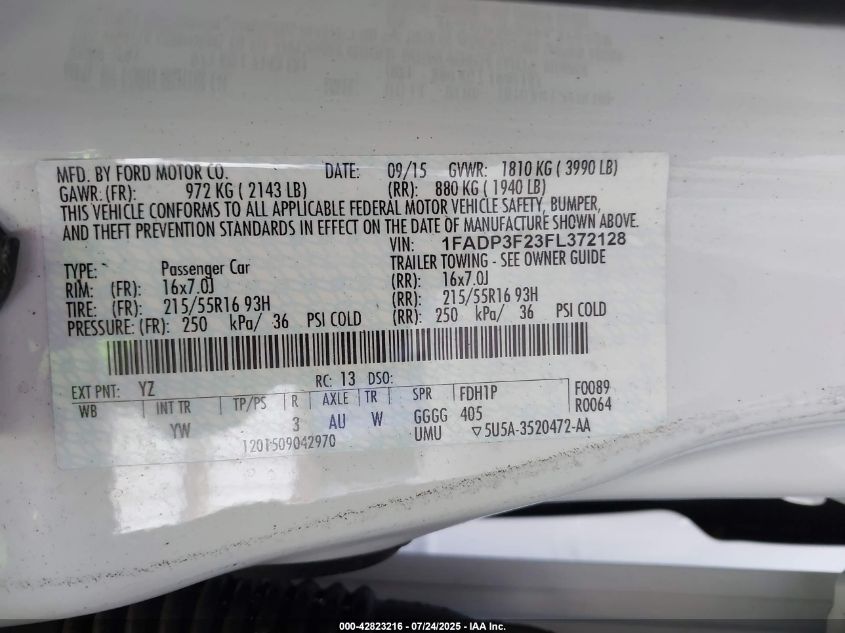 MFD. BY FORD MOTOR CO. DATE: 09/15 GVWR: 1810 KG ( 3990 LB)
GAWR: (FR): 972 KG ( 2143 LB) (RR): 880 KG ( 1940 LB)
THIS VEHICLE CONFORMS TO ALL APPLICABLE FEDERAL MOTOR VEHICLE SAFETY, BUMPER,
AND THEFT PREVENTION STANDARDS IN EFFECT ON THE DATE OF MANUFACTURE SHOWN ABOVE.
VIN: 1FADP3F23FL372128
TYPE: Passenger Car TRAILER TOWING - SEE OWNER GUIDE
RIM: (FR): 16x7.0J (RR): 16x7.0J
TIRE: (FR): 215/55R16 93H (RR): 215/55R16 93H
PRESSURE: (FR): 250 kPa/ 36 PSI COLD (RR): 250 kPa/ 36 PSI COLD
EXT PNT: YZ RC: 13 DSO:
WB INT TR TP/PS R AXLE TR SPR FDH1P F0089
YW 3 AU W GGGG 405 R0064
1201509042970 UMU ▽5U5A-3520472-AA
000-42823216 - 07/24/2025 - IAA Inc.